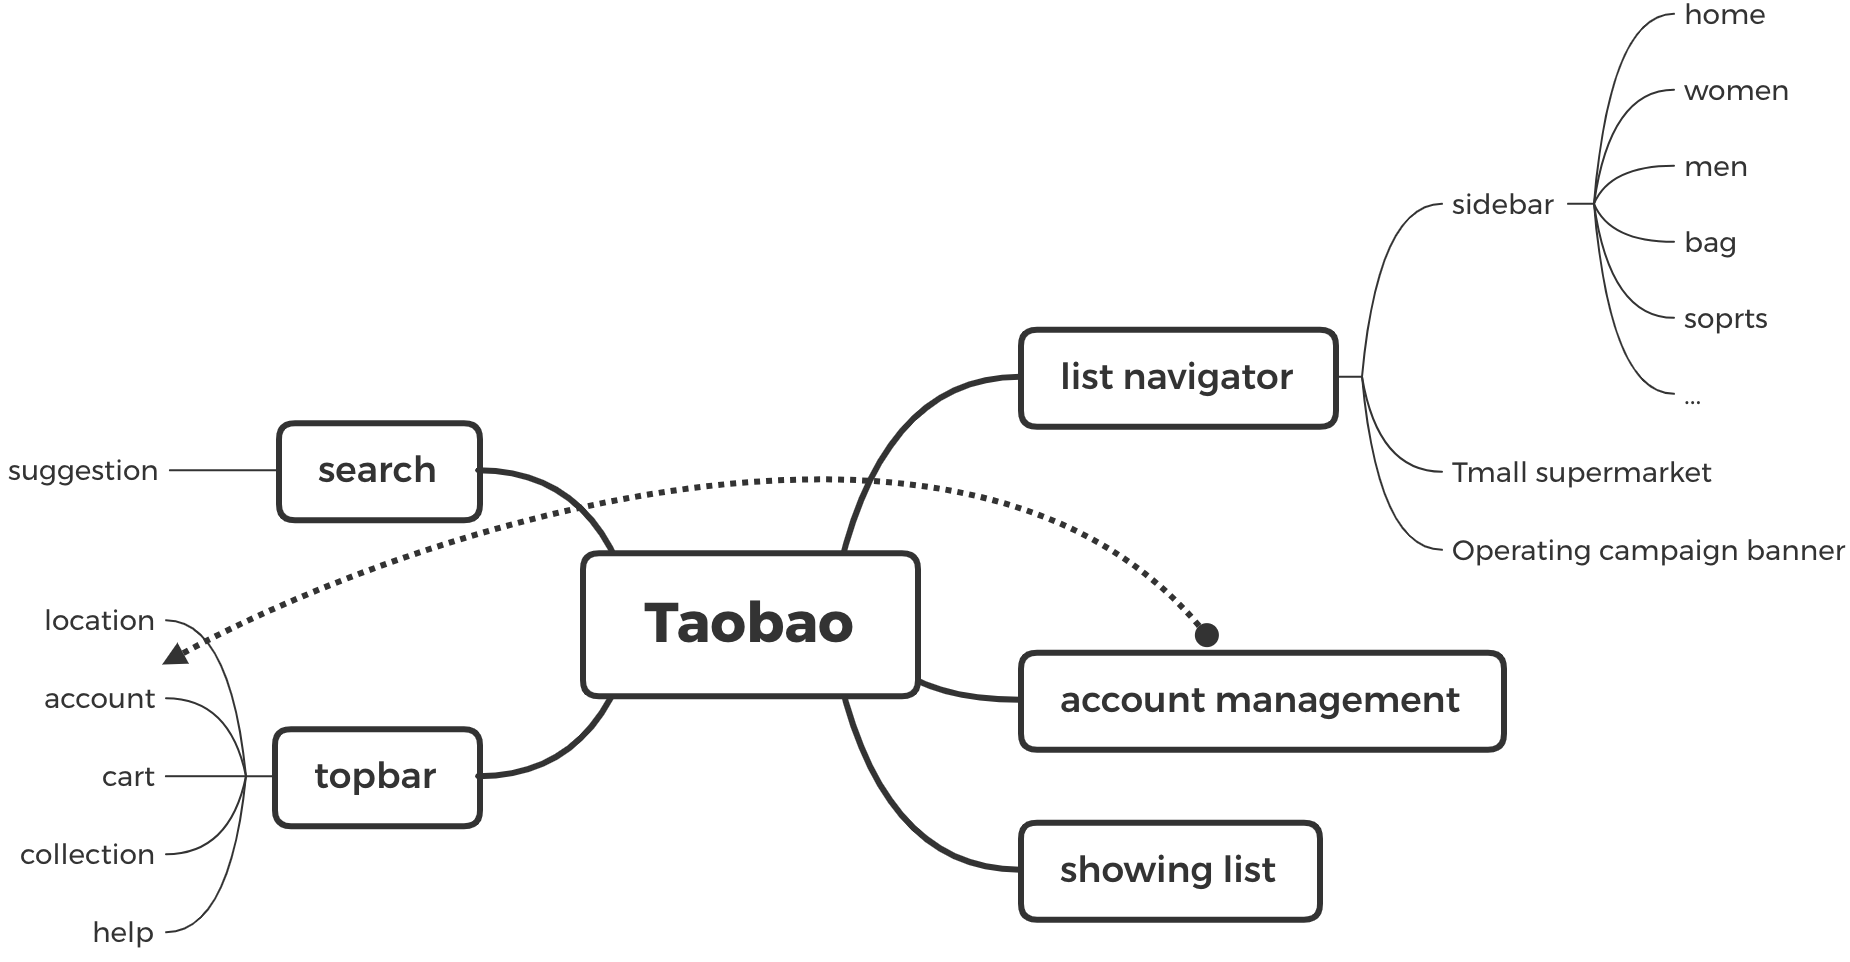 home
women
men
sidebar
bag
soprts
...
list navigator
Tmall supermarket
Operating campaign banner
search
suggestion
Taobao
location
account
cart
collection
help
topbar
account management
showing list